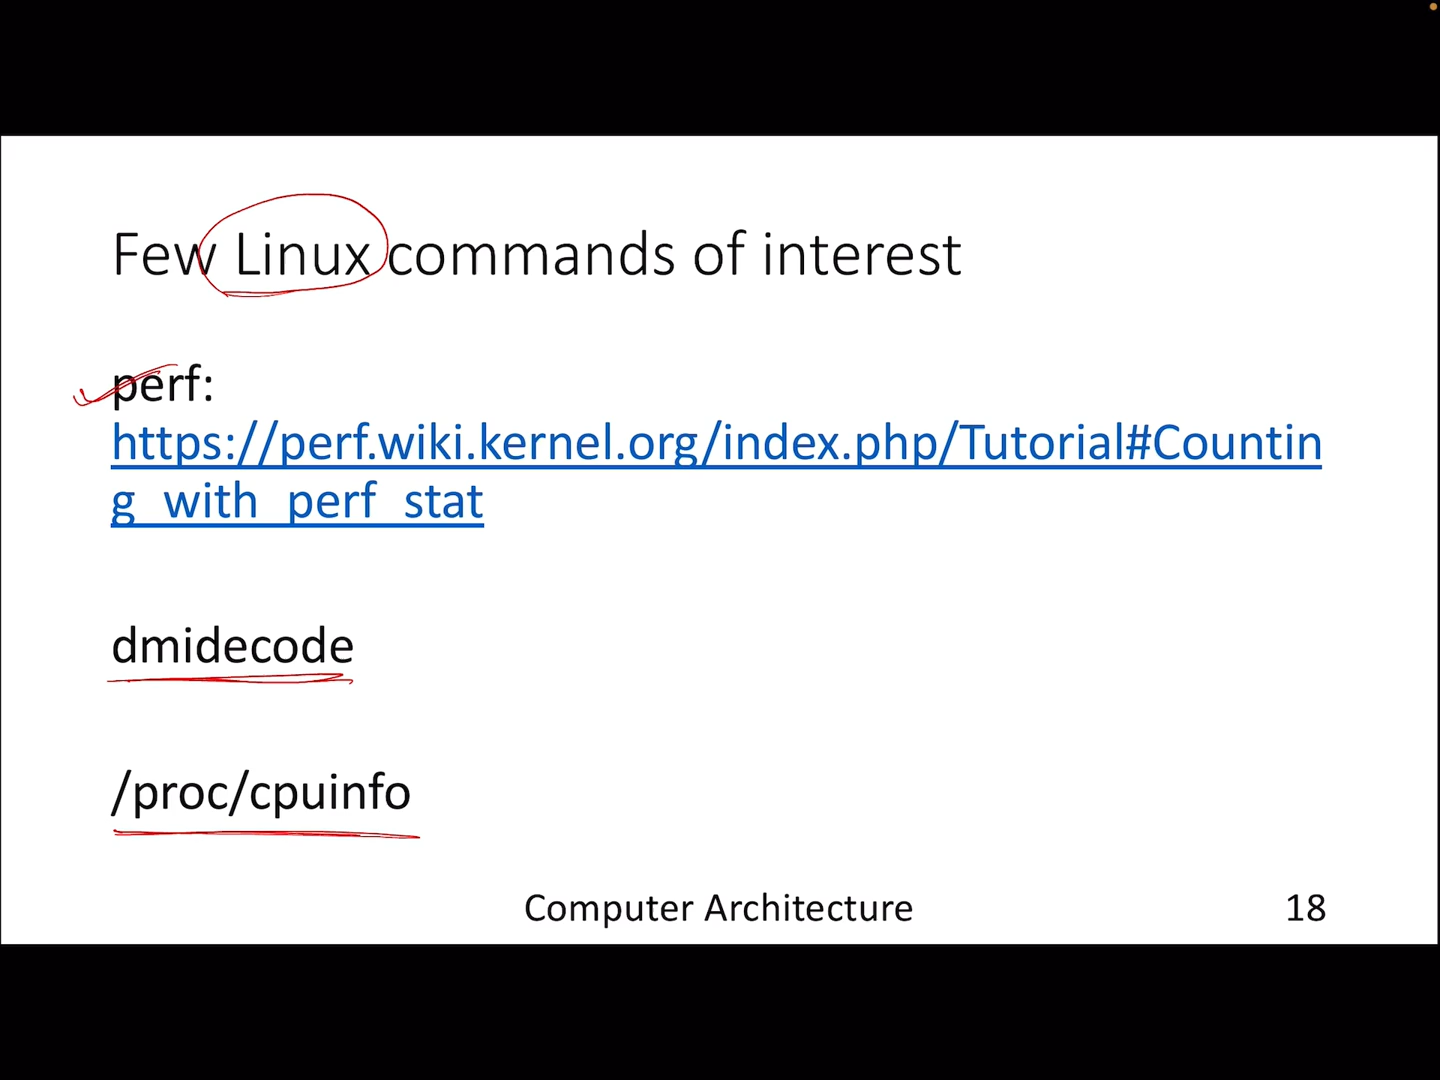 Few Linux commands of interest
perf:
https://perf.wiki.kernel.org/index.php/Tutorial#Countin
g_with_perf_stat
dmidecode
/proc/cpuinfo
Computer Architecture
18